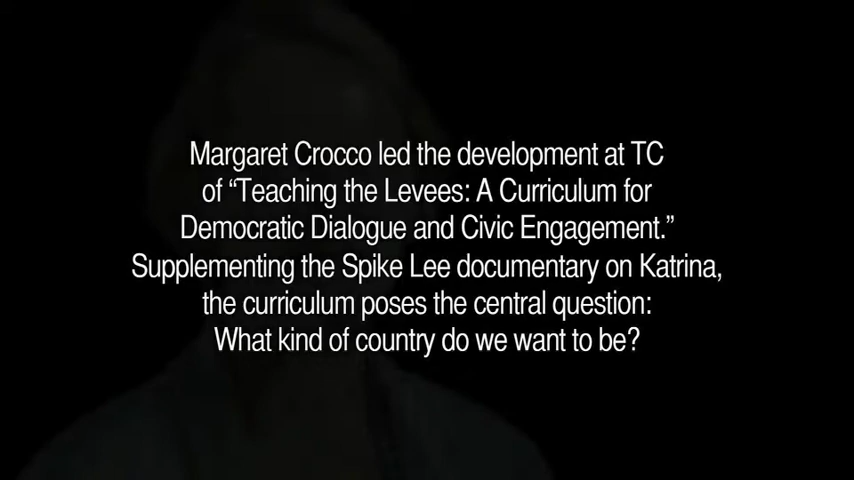 Margaret Crocco led the development at TC
of “Teaching the Levees: A Curriculum for
Democratic Dialogue and Civic Engagement.”
Supplementing the Spike Lee documentary on Katrina,
the curriculum poses the central question:
What kind of country do we want to be?